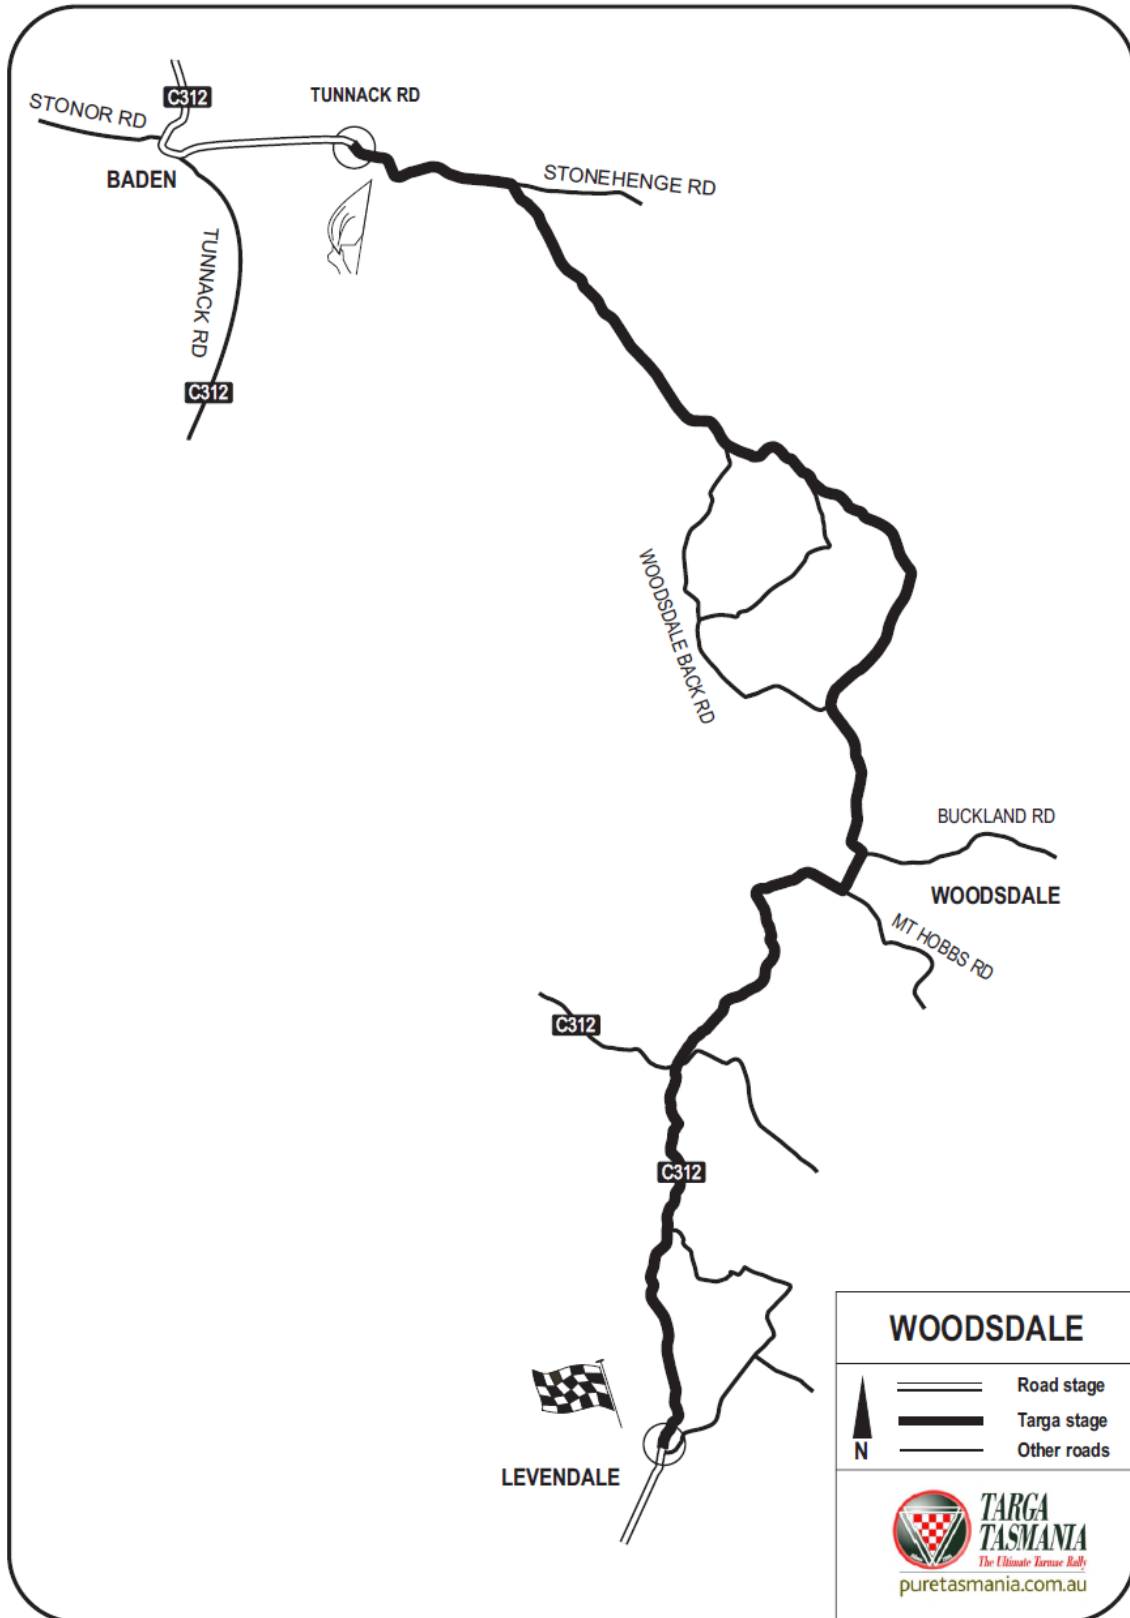 C312
TUNNACK RD
STONOR RD
BADEN
STONEHENGE RD
TUNNACK RD
C312
WOODSDALE BACK RD
BUCKLAND RD
WOODSDALE
MT HOBBS RD
C312
C312
LEVENDALE
WOODSDALE
Road stage
Targa stage
N
Other roads
TARGA
TASMANIA
The Ultimate Tarmac Rally
puretasmania.com.au